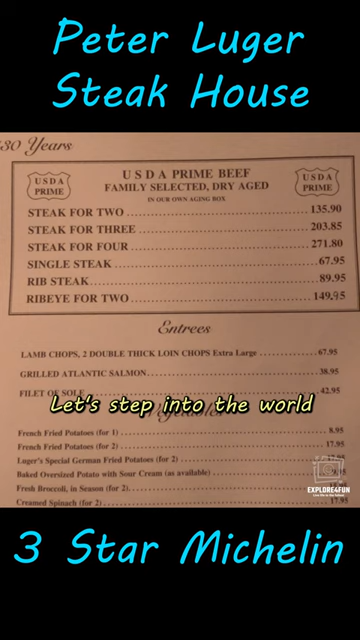 Peter Luger
Steak House
30 Years
USDA PRIME
USDA PRIME
USDA PRIME BEEF
FAMILY SELECTED, DRY AGED
IN OUR OWN AGING BOX
STEAK FOR TWO 135.90
STEAK FOR THREE 203.85
STEAK FOR FOUR 271.80
SINGLE STEAK 67.95
RIB STEAK 89.95
RIBEYE FOR TWO 149.95
Entrees
LAMB CHOPS, 2 DOUBLE THICK LOIN CHOPS Extra Large 67.95
GRILLED ATLANTIC SALMON 38.95
FILET OF SOLE 42.95
Let's step into the world
French Fried Potatoes (for 1) 8.95
French Fried Potatoes (for 2) 17.95
Luger's Special German Fried Potatoes (for 2)
Baked Oversized Potato with Sour Cream (as available)
Fresh Broccoli, in Season (for 2)
Creamed Spinach (for 2) 17.95
EXPLORE4FUN
3 Star Michelin